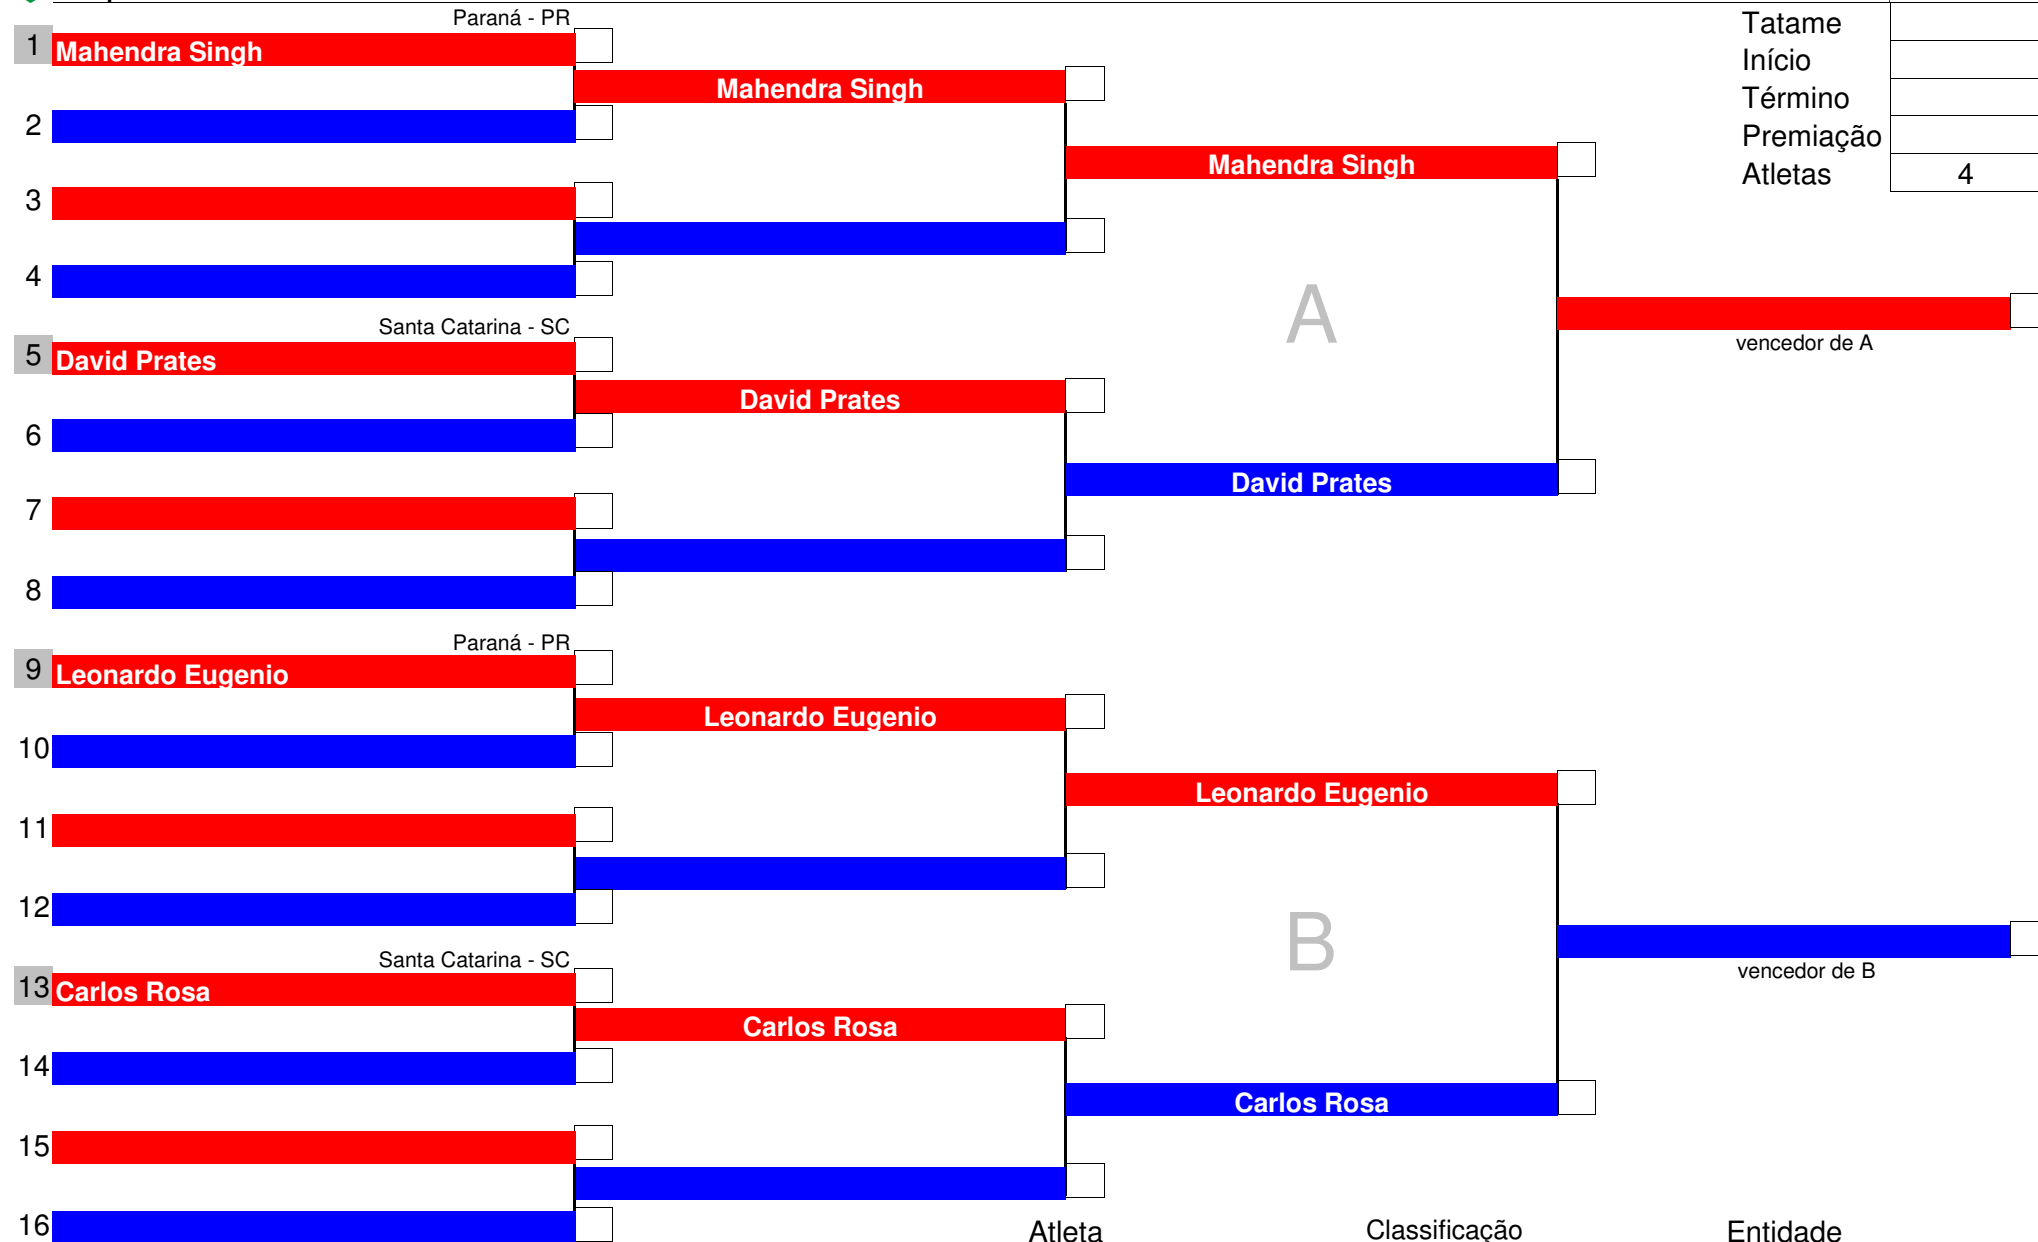 Paraná - PR
Tatame
1 Mahendra Singh
Mahendra Singh
Início
Término
2
Premiação
Mahendra Singh
Atletas 4
3
4
A
Santa Catarina - SC
vencedor de A
5 David Prates
David Prates
6
David Prates
7
8
Paraná - PR
9 Leonardo Eugenio
Leonardo Eugenio
10
Leonardo Eugenio
11
12
B
Santa Catarina - SC
vencedor de B
13 Carlos Rosa
Carlos Rosa
14
Carlos Rosa
15
16
Atleta Classificação Entidade